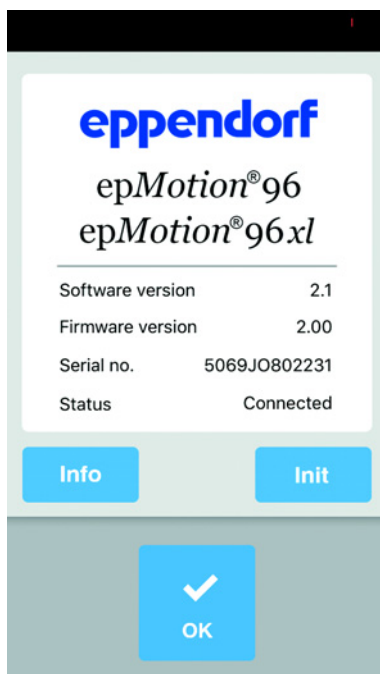 eppendorf
epMotion®96
epMotion®96xl
Software version 2.1
Firmware version 2.00
Serial no. 5069JO802231
Status Connected
Info Init
OK